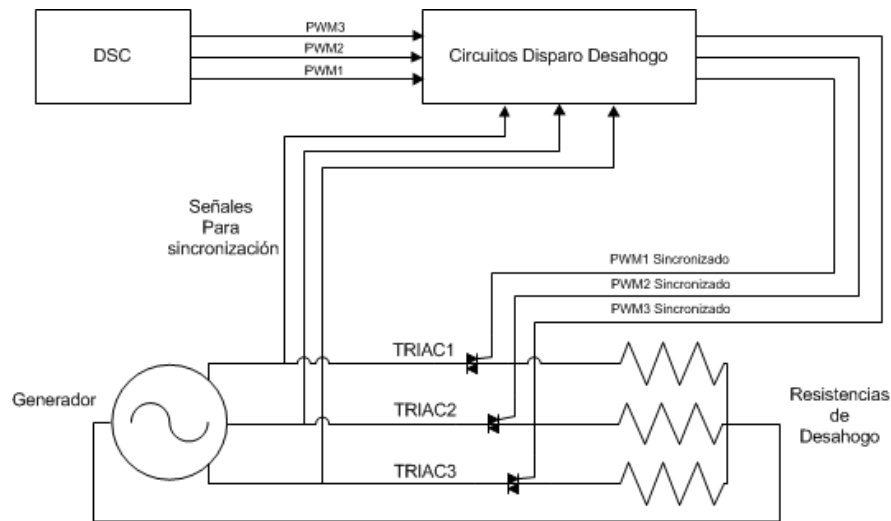 PWM3
DSC
PWM2
Circuitos Disparo Desahogo
PWM1
Señales
Para
sincronización
PWM1 Sincronizado
PWM2 Sincronizado
PWM3 Sincronizado
TRIAC1
Generador
TRIAC2
Resistencias
de
Desahogo
TRIAC3